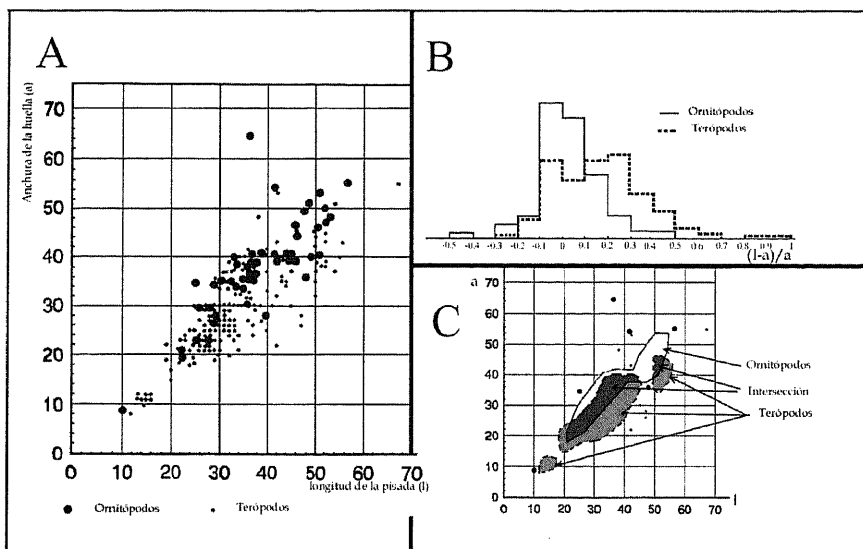 A
Anchura de la huella (a)
70
60
50
40
30
20
10
0
0 10 20 30 40 50 60 70
longitud de la pisada (l)
Ornitópodos Terópodos
B
Ornitópodos
Terópodos
-0.5 -0.4 -0.3 -0.2 -0.1 0 0.1 0.2 0.3 0.4 0.5 0.6 0.7 0.8 0.9 1
(l-a)/a
C
a
70
60
50
40
30
20
10
0
0 10 20 30 40 50 60 70
l
Ornitópodos
Intersección
Terópodos